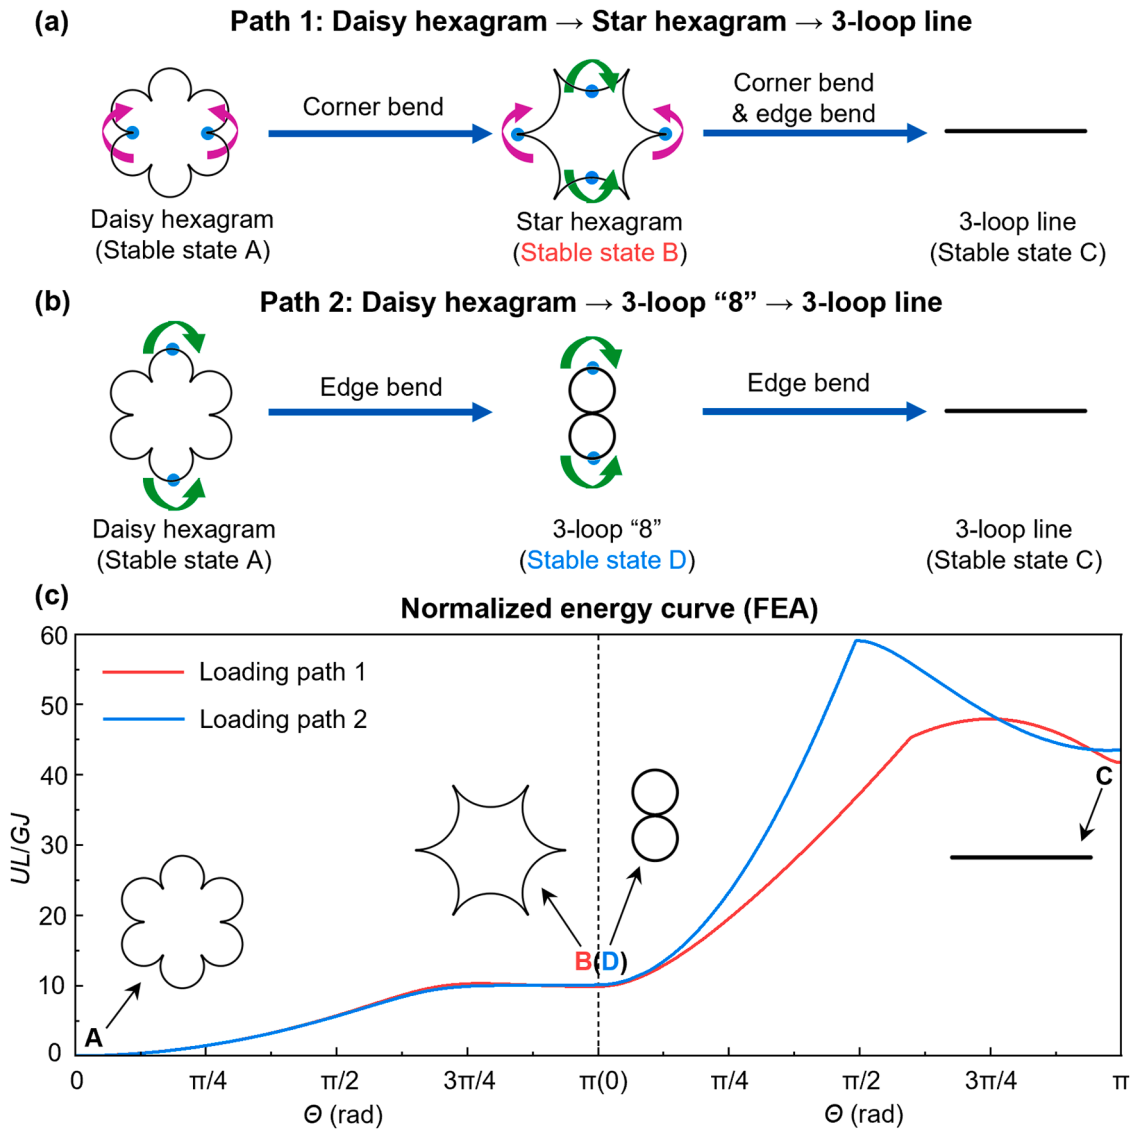 (a)
Path 1: Daisy hexagram → Star hexagram → 3-loop line
Corner bend
Corner bend
& edge bend
Daisy hexagram
(Stable state A)
Star hexagram
(Stable state B)
3-loop line
(Stable state C)
(b)
Path 2: Daisy hexagram → 3-loop “8” → 3-loop line
Edge bend
Edge bend
Daisy hexagram
(Stable state A)
3-loop “8”
(Stable state D)
3-loop line
(Stable state C)
(c)
Normalized energy curve (FEA)
Loading path 1
Loading path 2
UL/GJ
60
50
40
30
20
10
0
A
B(D)
C
0
π/4
π/2
3π/4
π(0)
π/4
π/2
3π/4
π
Θ (rad)
Θ (rad)